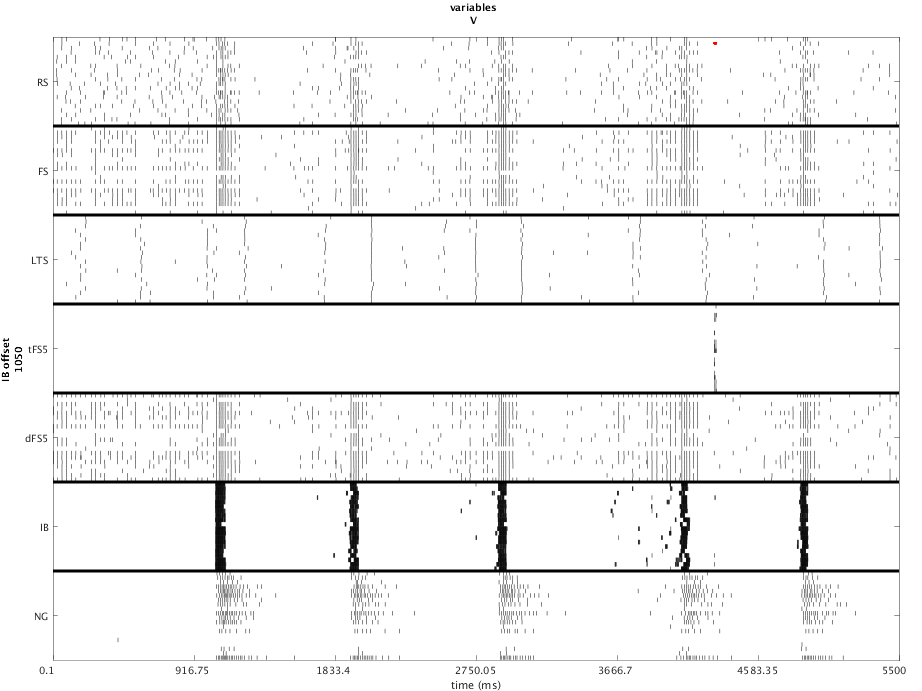 variables
V
RS
FS
LTS
tFS5
dFS5
IB
NG
IB offset
1050
0.1 916.75 1833.4 2750.05 3666.7 4583.35 5500
time (ms)